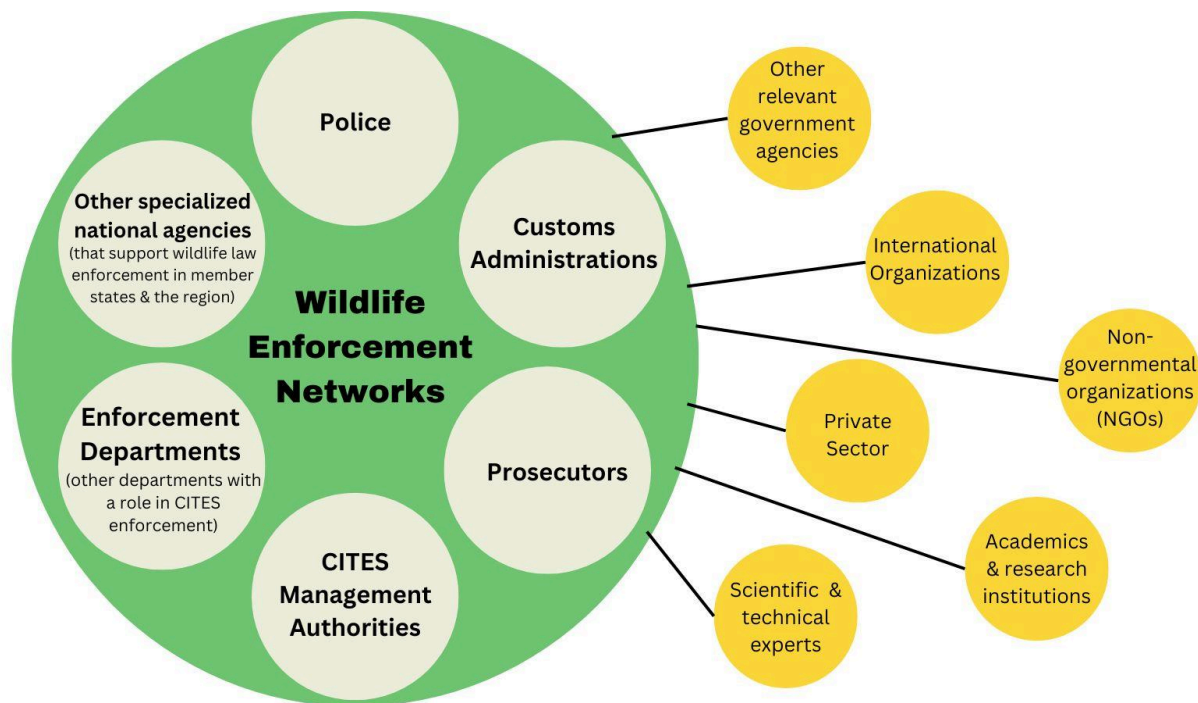 Police
Other specialized
national agencies
(that support wildlife law
enforcement in member
states & the region)
Customs
Administrations
Wildlife
Enforcement
Networks
Enforcement
Departments
(other departments with
a role in CITES
enforcement)
Prosecutors
CITES
Management
Authorities
Other
relevant
government
agencies
International
Organizations
Non-
governmental
organizations
(NGOs)
Private
Sector
Academics
& research
institutions
Scientific &
technical
experts